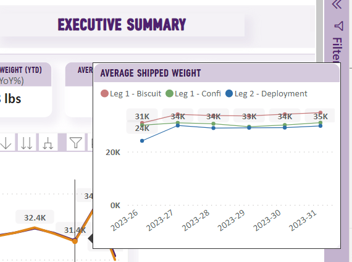 EXECUTIVE SUMMARY
Filte
WEIGHT (YTD)
AVER
YoY%)
lbs
AVERAGE SHIPPED WEIGHT
Leg 1 - Biscuit Leg 1 - Confi Leg 2 - Deployment
31K 34K 34K 33K 34K 35K
24K
20K
0K
2023-26 2023-27 2023-28 2023-29 2023-30 2023-31
34
32.4K
31.4K